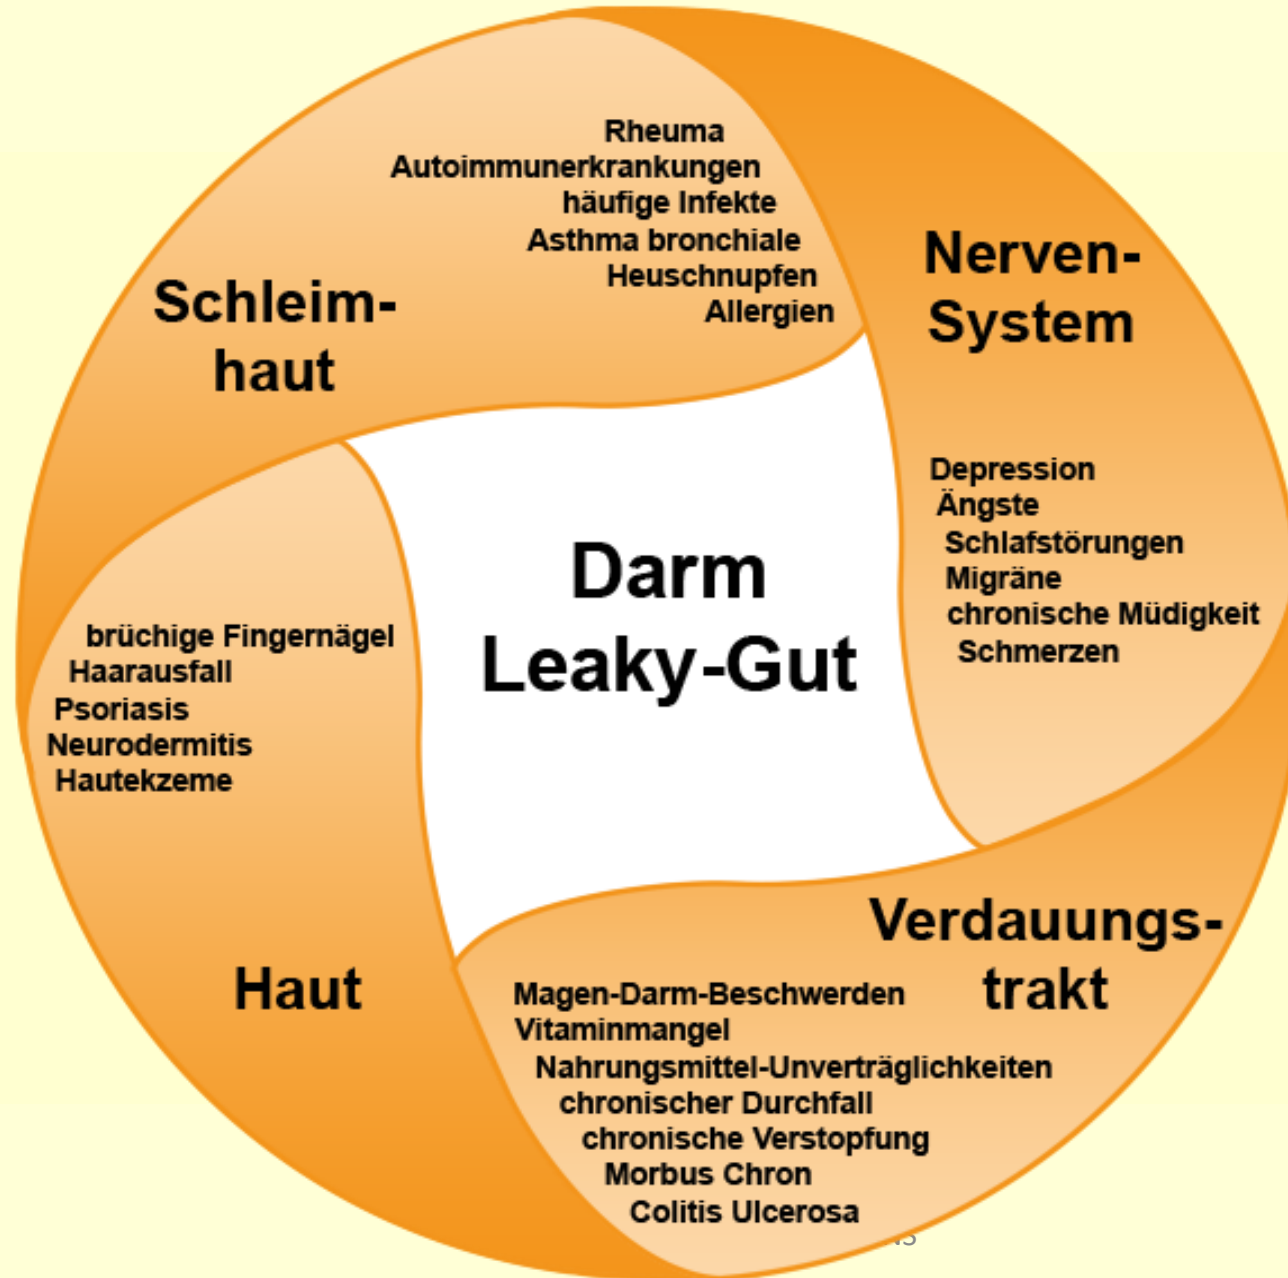 Rheuma
Autoimmunerkrankungen
häufige Infekte
Asthma bronchiale
Heuschnupfen
Allergien
Schleim-
haut
Nerven-
System
Depression
Ängste
Schlafstörungen
Migräne
chronische Müdigkeit
Schmerzen
Darm
Leaky-Gut
brüchige Fingernägel
Haarausfall
Psoriasis
Neurodermitis
Hautekzeme
Haut
Verdauungs-
trakt
Magen-Darm-Beschwerden
Vitaminmangel
Nahrungsmittel-Unverträglichkeiten
chronischer Durchfall
chronische Verstopfung
Morbus Chron
Colitis Ulcerosa